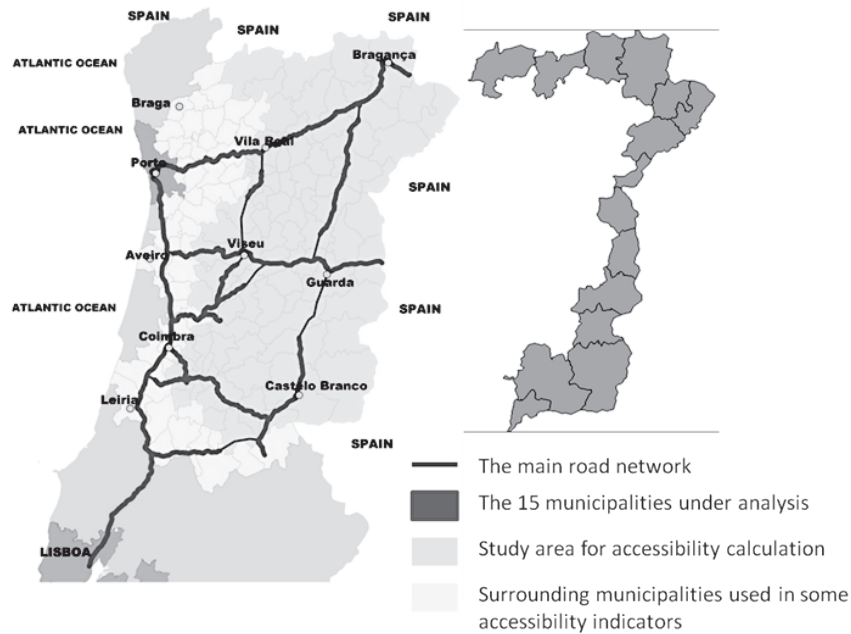 SPAIN
SPAIN
SPAIN
ATLANTIC OCEAN
Bragança
Braga
ATLANTIC OCEAN
Vila Real
Porto
SPAIN
Viseu
Aveiro
Guarda
ATLANTIC OCEAN
SPAIN
Coimbra
Castelo Branco
Leiria
SPAIN
LISBOA
The main road network
The 15 municipalities under analysis
Study area for accessibility calculation
Surrounding municipalities used in some
accessibility indicators